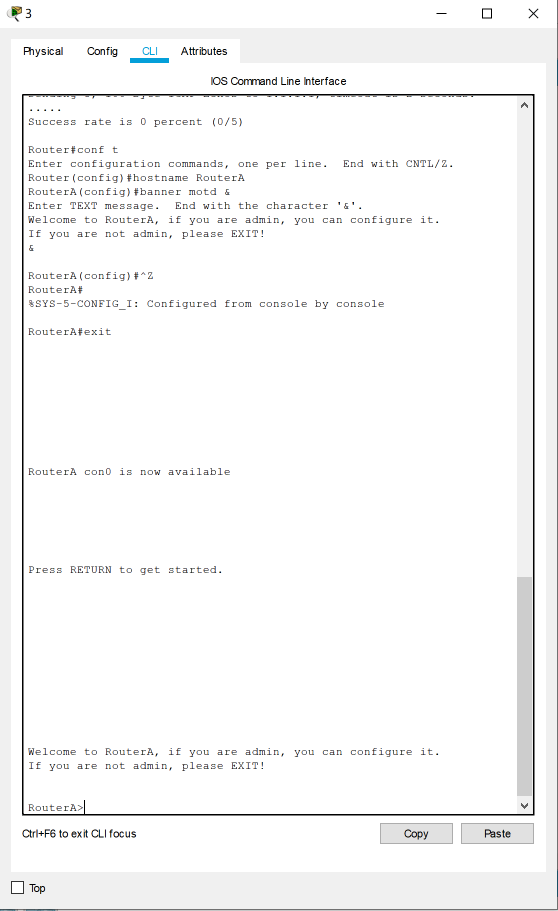 3
Physical Config CLI Attributes
IOS Command Line Interface
.....
Success rate is 0 percent (0/5)
Router#conf t
Enter configuration commands, one per line.  End with CNTL/Z.
Router(config)#hostname RouterA
RouterA(config)#banner motd &
Enter TEXT message.  End with the character '&'.
Welcome to RouterA, if you are admin, you can configure it.
If you are not admin, please EXIT!
&
RouterA(config)#^Z
RouterA#
%SYS-5-CONFIG_I: Configured from console by console
RouterA#exit
RouterA con0 is now available
Press RETURN to get started.
Welcome to RouterA, if you are admin, you can configure it.
If you are not admin, please EXIT!
RouterA>
Ctrl+F6 to exit CLI focus
Copy Paste
Top